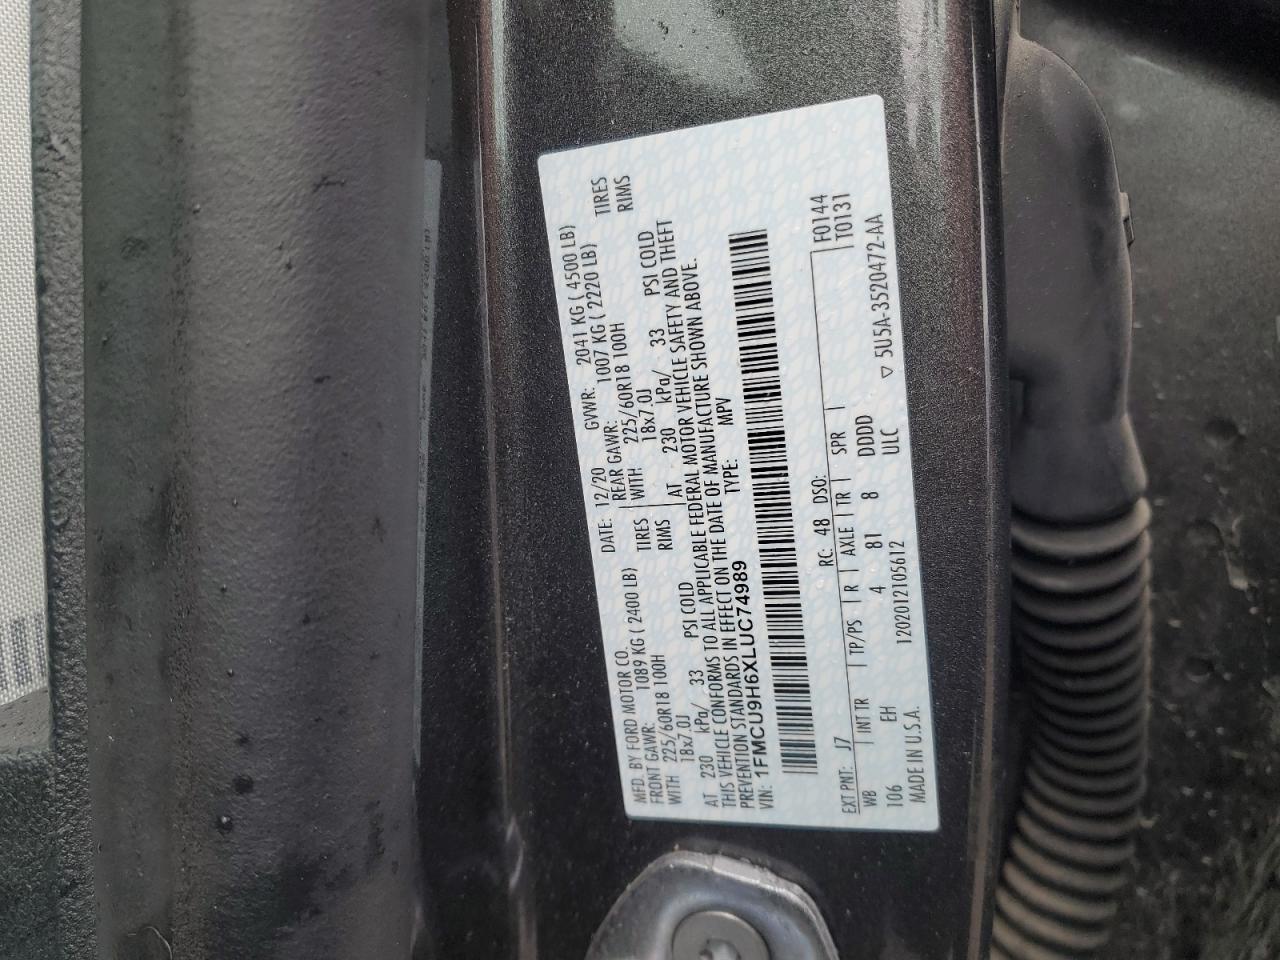 MFD. BY FORD MOTOR CO. DATE: 12/20 GVWR: 2041 KG ( 4500 LB)
FRONT GAWR: 1089 KG ( 2400 LB) REAR GAWR: 1007 KG ( 2220 LB)
WITH 225/60R18 100H TIRES WITH: 225/60R18 100H TIRES
18x7.0J RIMS 18x7.0J RIMS
AT 230 kPa/ 33 PSI COLD AT 230 kPa/ 33 PSI COLD
THIS VEHICLE CONFORMS TO ALL APPLICABLE FEDERAL MOTOR VEHICLE SAFETY AND THEFT
PREVENTION STANDARDS IN EFFECT ON THE DATE OF MANUFACTURE SHOWN ABOVE.
VIN: 1FMCU9H6XLUC74989 TYPE: MPV
F0144
EXT PNT: J7 RC: 48 DSO: T0131
WB INT TR TP/PS R AXLE TR SPR
106 EH 4 81 8 DDDD
MADE IN U.S.A. 1202012105612 ULC ▽ 5U5A-3520472-AA